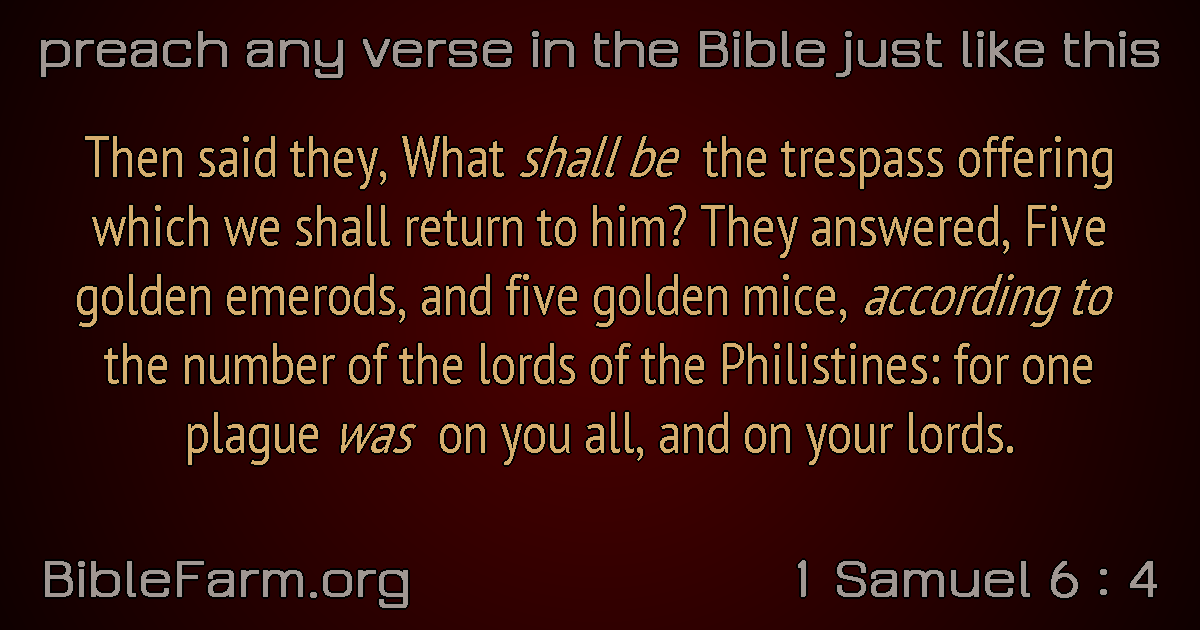 preach any verse in the Bible just like this
Then said they, What shall be the trespass offering
which we shall return to him? They answered, Five
golden emerods, and five golden mice, according to
the number of the lords of the Philistines: for one
plague was on you all, and on your lords.
BibleFarm.org
1 Samuel 6 : 4